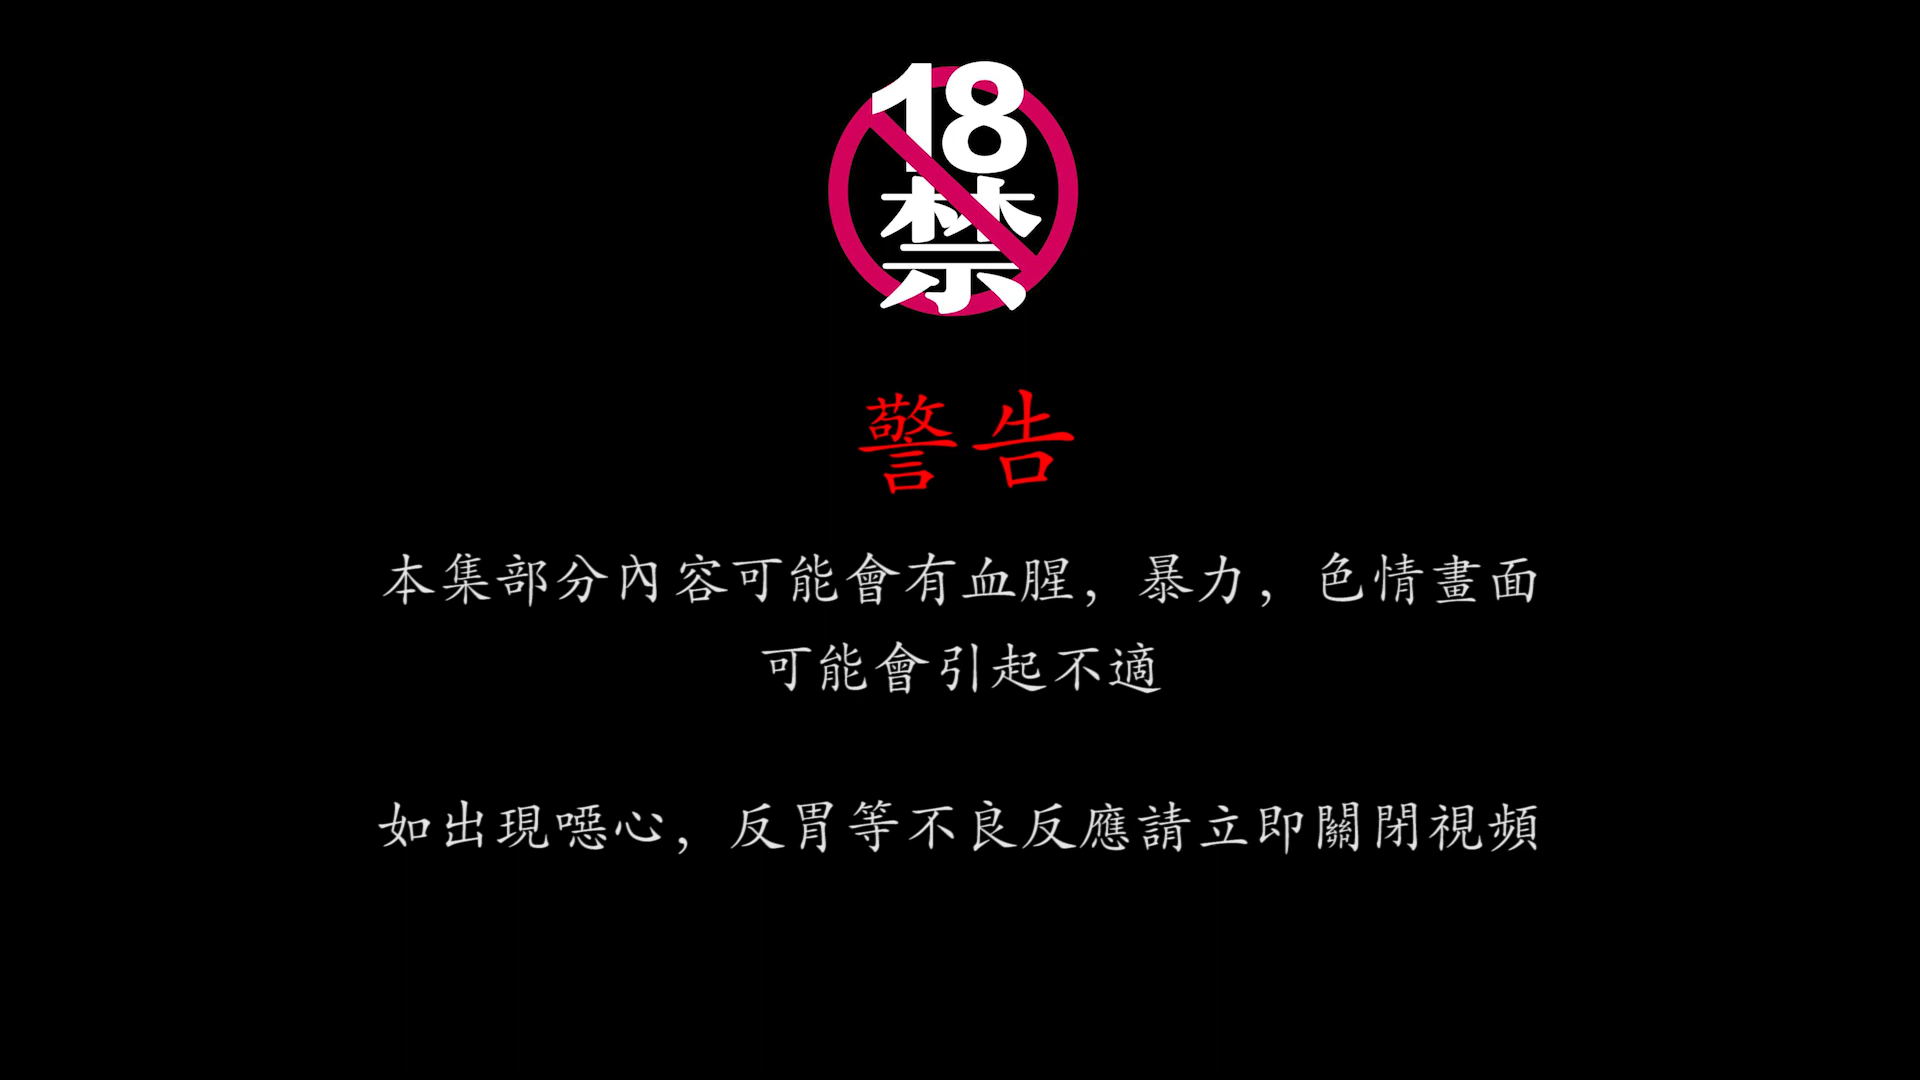 18
禁
警告
本集部分內容可能會有血腥，暴力，色情畫面
可能會引起不適
如出現噁心，反胃等不良反應請立即關閉視頻